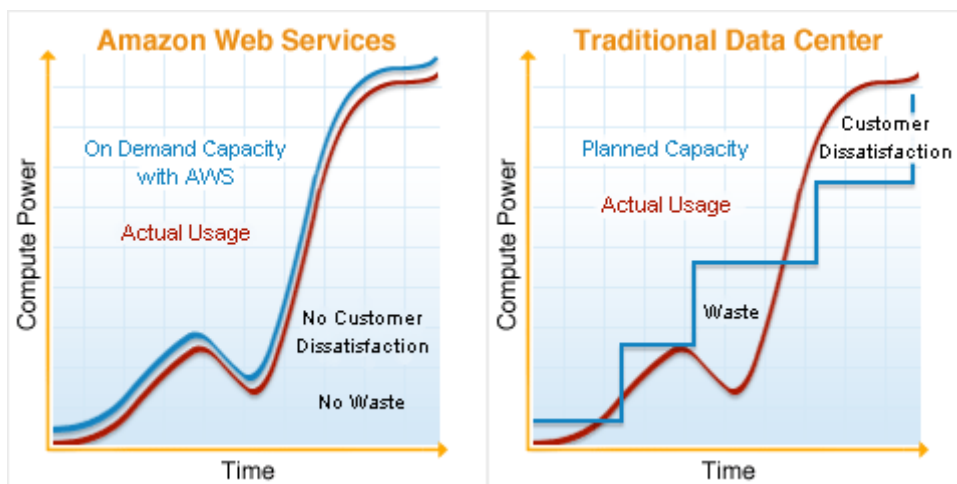 Amazon Web Services
On Demand Capacity
with AWS
Actual Usage
No Customer
Dissatisfaction
No Waste
Compute Power
Time
Traditional Data Center
Planned Capacity
Customer
Dissatisfaction
Actual Usage
Waste
Compute Power
Time